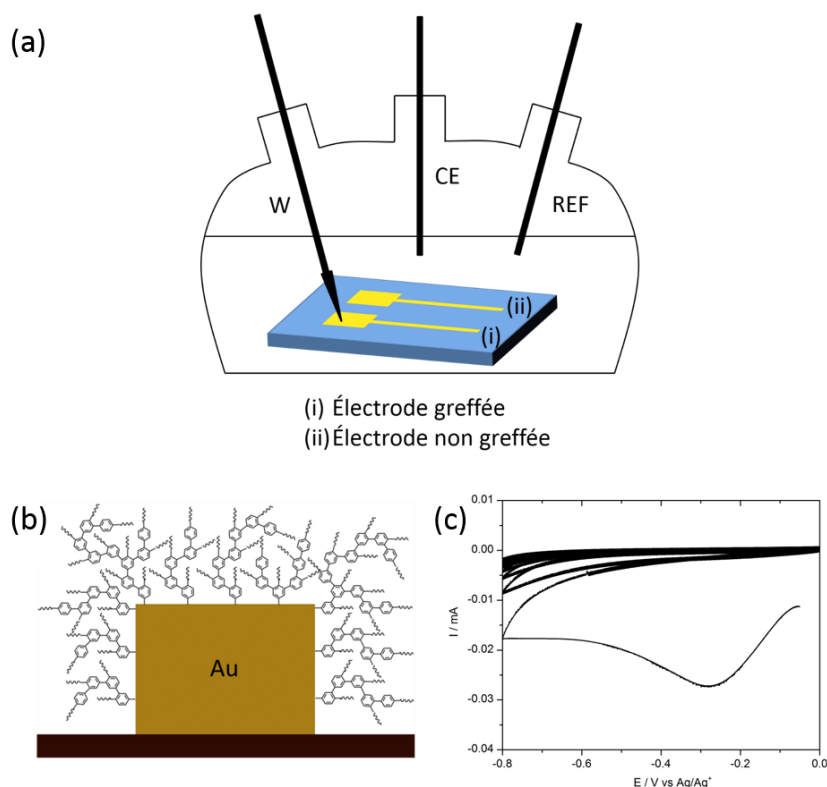 (a)
W
CE
REF
(ii)
(i)
(i) Électrode greffée
(ii) Électrode non greffée
(b)
Au
(c)
0.01
0.00
-0.01
-0.02
-0.03
-0.04
I / mA
-0.8
-0.6
-0.4
-0.2
0.0
E / V vs Ag/Ag⁺